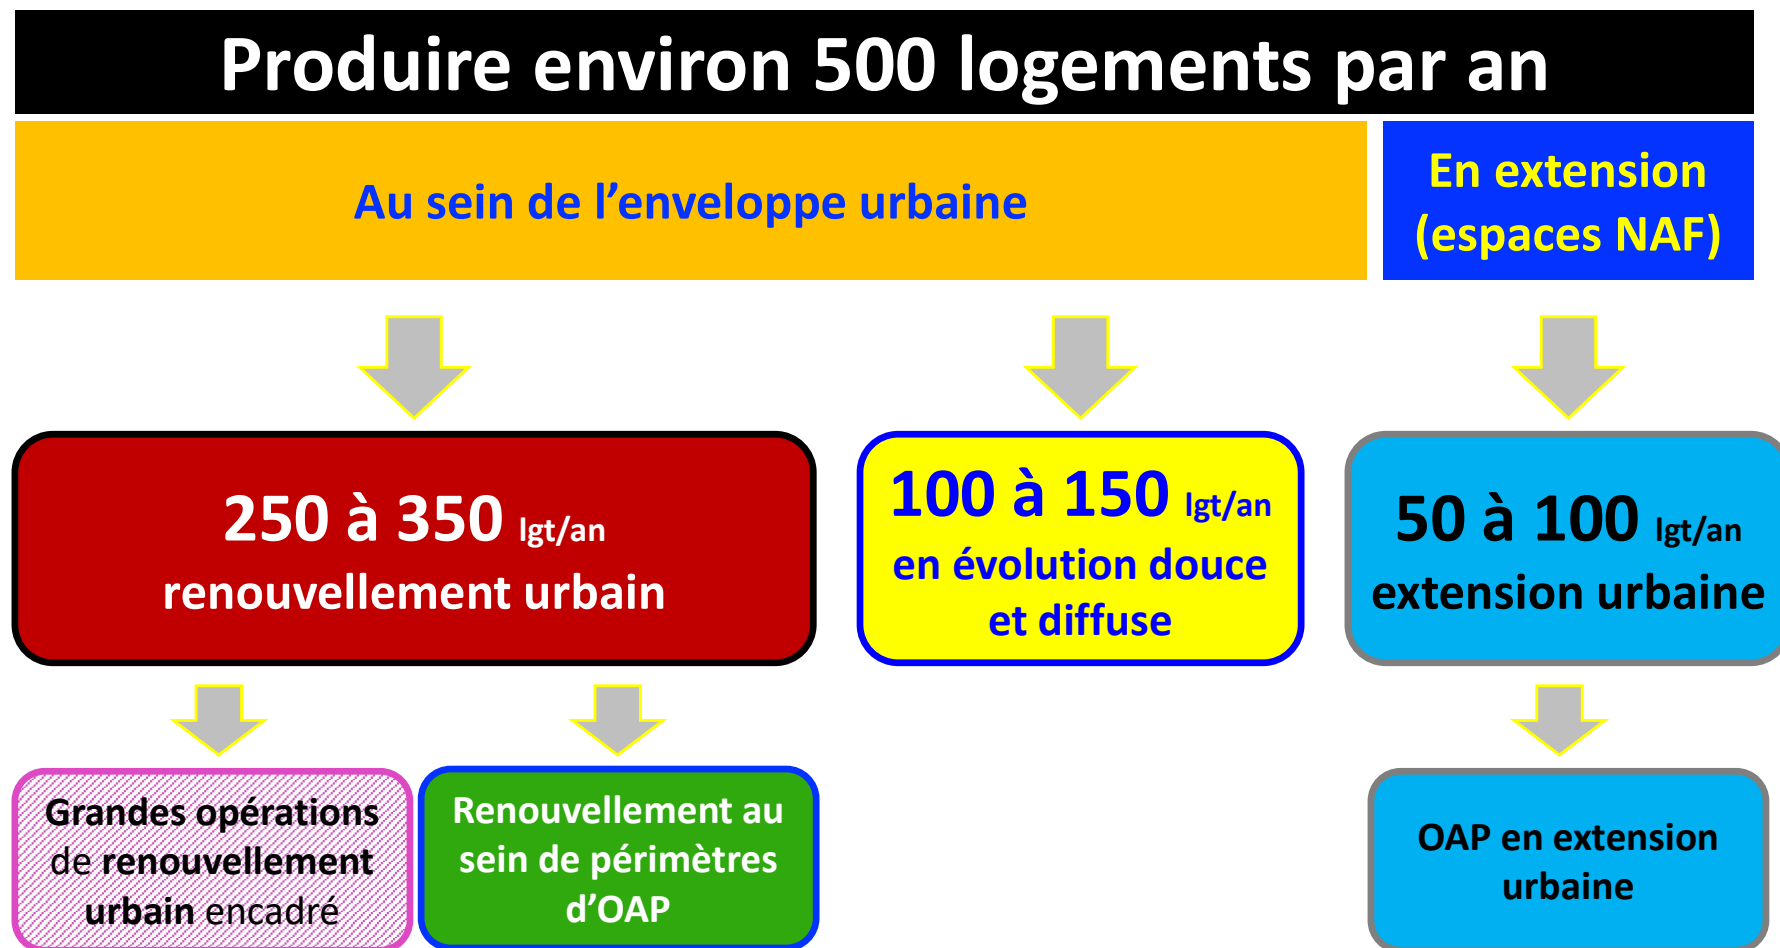 Produire environ 500 logements par an
Au sein de l’enveloppe urbaine
En extension
(espaces NAF)
250 à 350 lgt/an
renouvellement urbain
100 à 150 lgt/an
en évolution douce
et diffuse
50 à 100 lgt/an
extension urbaine
Grandes opérations
de renouvellement
urbain encadré
Renouvellement au
sein de périmètres
d’OAP
OAP en extension
urbaine